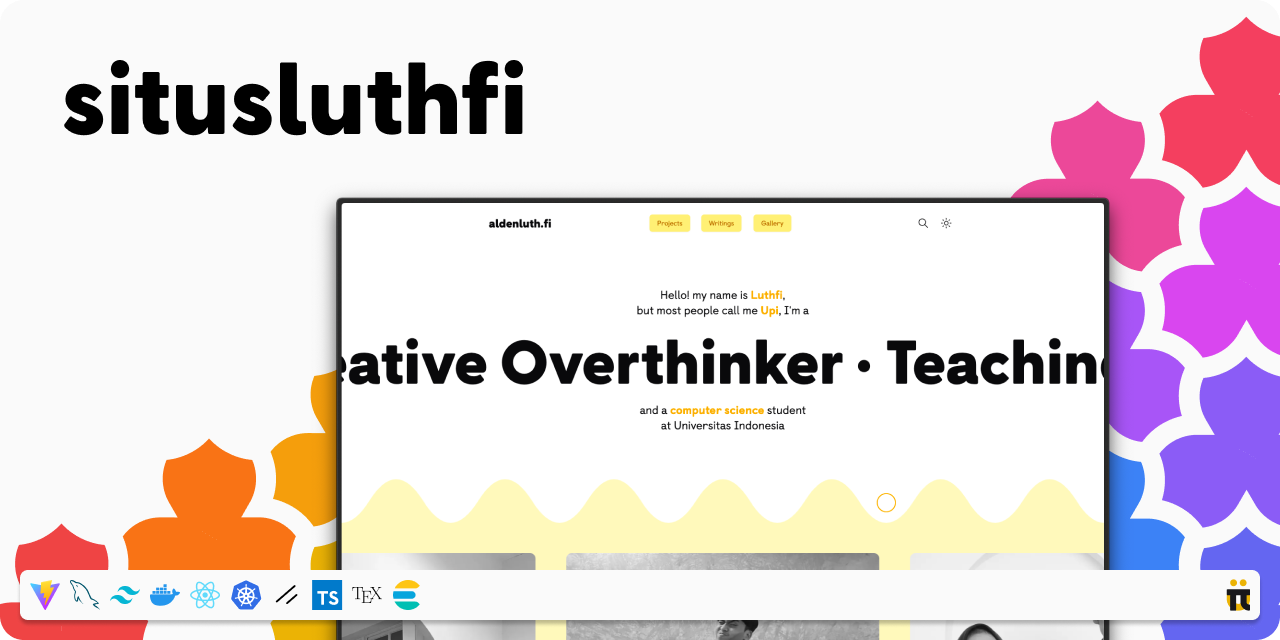 situsluthfi
aldenluth.fi
Projects
Writings
Gallery
Hello! my name is Luthfi,
but most people call me Upi, I'm a
eative Overthinker · Teaching
and a computer science student
at Universitas Indonesia
TS
TEX